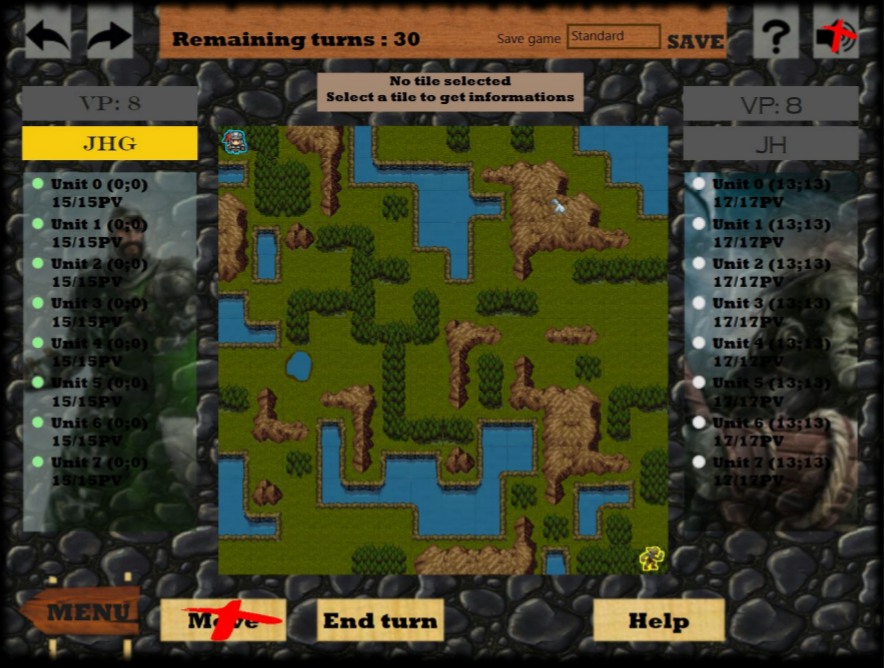 Remaining turns : 30
Save game
Standard
SAVE
?
No tile selected
Select a tile to get informations
VP: 8
JHG
Unit 0 (0;0)
15/15PV
Unit 1 (0;0)
15/15PV
Unit 2 (0;0)
15/15PV
Unit 3 (0;0)
15/15PV
Unit 4 (0;0)
15/15PV
Unit 5 (0;0)
15/15PV
Unit 6 (0;0)
15/15PV
Unit 7 (0;0)
15/15PV
VP: 8
JH
Unit 0 (13;13)
17/17PV
Unit 1 (13;13)
17/17PV
Unit 2 (13;13)
17/17PV
Unit 3 (13;13)
17/17PV
Unit 4 (13;13)
17/17PV
Unit 5 (13;13)
17/17PV
Unit 6 (13;13)
17/17PV
Unit 7 (13;13)
17/17PV
MENU
Move
End turn
Help